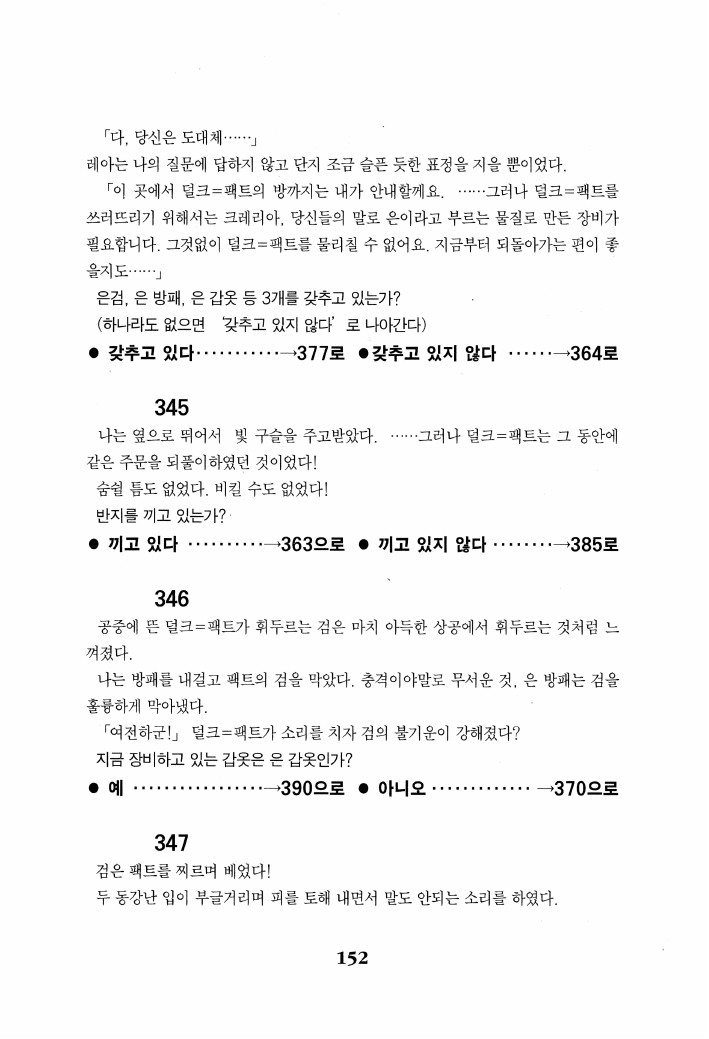 「다, 당신은 도대체……」
레아는 나의 질문에 답하지 않고 단지 조금 슬픈 듯한 표정을 지을 뿐이었다.
「이 곳에서 덜크=팩트의 방까지는 내가 안내할께요. ……그러나 덜크=팩트를
쓰러뜨리기 위해서는 크레리아, 당신들의 말로 은이라고 부르는 물질로 만든 장비가
필요합니다. 그것없이 덜크=팩트를 물리칠 수 없어요. 지금부터 되돌아가는 편이 좋
을지도……」
은검, 은 방패, 은 갑옷 등 3개를 갖추고 있는가?
(하나라도 없으면 '갖추고 있지 않다' 로 나아간다)
● 갖추고 있다···········→377로 ●갖추고 있지 않다 ······→364로
345
나는 옆으로 뛰어서 빛 구슬을 주고받았다. ……그러나 덜크=팩트는 그 동안에
같은 주문을 되풀이하였던 것이었다!
숨쉴 틈도 없었다. 비킬 수도 없었다!
반지를 끼고 있는가?
● 끼고 있다 ··········→363으로 ● 끼고 있지 않다 ········→385로
346
공중에 뜬 덜크=팩트가 휘두르는 검은 마치 아득한 상공에서 휘두르는 것처럼 느
껴졌다.
나는 방패를 내걸고 팩트의 검을 막았다. 충격이야말로 무서운 것, 은 방패는 검을
훌륭하게 막아냈다.
「여전하군!」 덜크=팩트가 소리를 치자 검의 불기운이 강해졌다?
지금 장비하고 있는 갑옷은 은 갑옷인가?
● 예 ·················→390으로 ● 아니오 ············· →370으로
347
검은 팩트를 찌르며 베었다!
두 동강난 입이 부글거리며 피를 토해 내면서 말도 안되는 소리를 하였다.
152